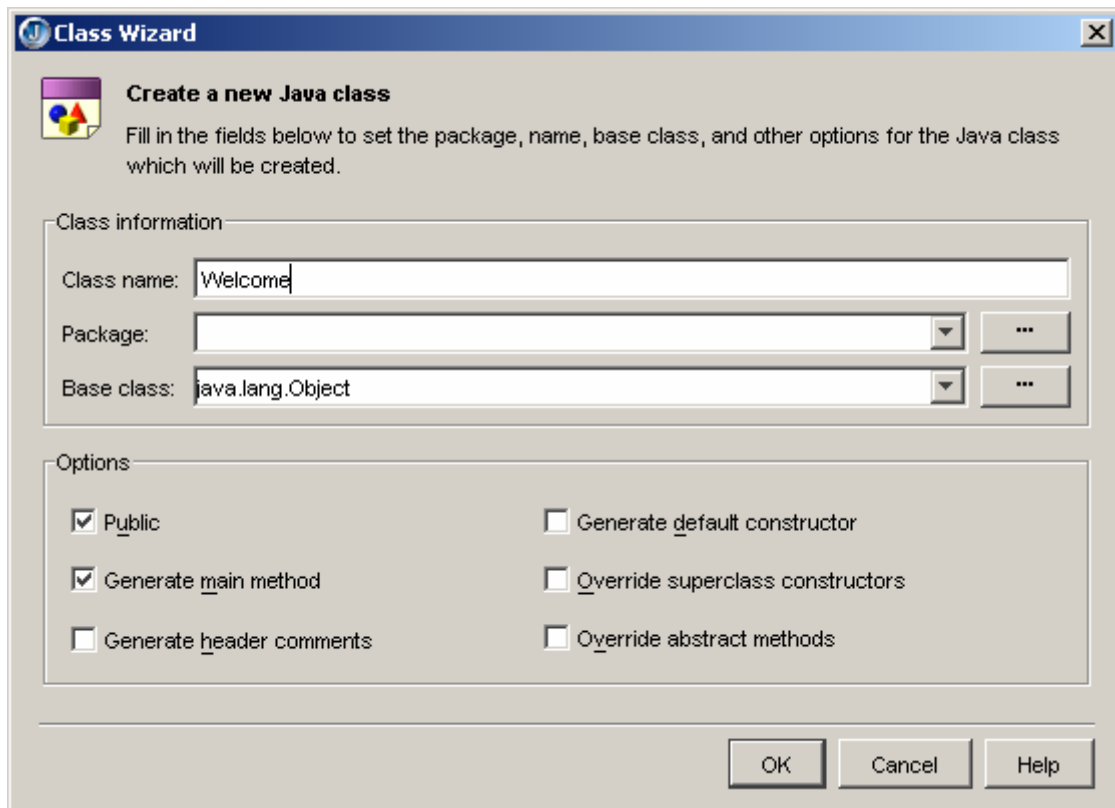 Class Wizard
Create a new Java class
Fill in the fields below to set the package, name, base class, and other options for the Java class
which will be created.
Class information
Class name: Welcome
Package: ...
Base class: java.lang.Object ...
Options
Public
Generate default constructor
Generate main method
Override superclass constructors
Generate header comments
Override abstract methods
OK Cancel Help